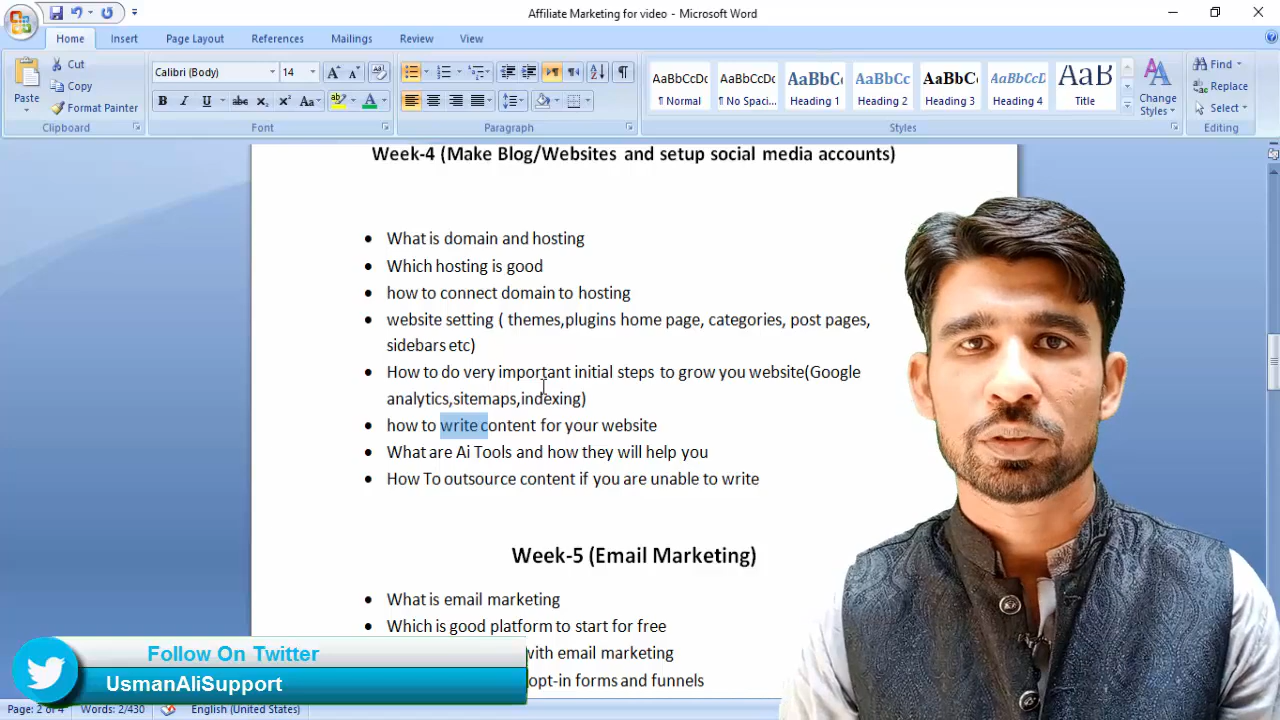 Affiliate Marketing for video - Microsoft Word
Home Insert Page Layout References Mailings Review View
Paste
Cut
Copy
Format Painter
Clipboard
Calibri (Body) 14
B I U abc x₂ x² Aa
Font
Paragraph
AaBbCcDc AaBbCcDc AaBbC AaBbCc AaBbCc AaBbCc AaB
¶ Normal ¶ No Spaci... Heading 1 Heading 2 Heading 3 Heading 4 Title
Change Styles
Styles
Find
Replace
Select
Editing
Week-4 (Make Blog/Websites and setup social media accounts)
• What is domain and hosting
• Which hosting is good
• how to connect domain to hosting
• website setting ( themes,plugins home page, categories, post pages,
sidebars etc)
• How to do very important initial steps to grow you website(Google
analytics,sitemaps,indexing)
• how to write content for your website
• What are Ai Tools and how they will help you
• How To outsource content if you are unable to write
Week-5 (Email Marketing)
• What is email marketing
• Which is good platform to start for free
with email marketing
opt-in forms and funnels
Follow On Twitter
UsmanAliSupport
Page: 2 of 4 Words: 2/430 English (United States)